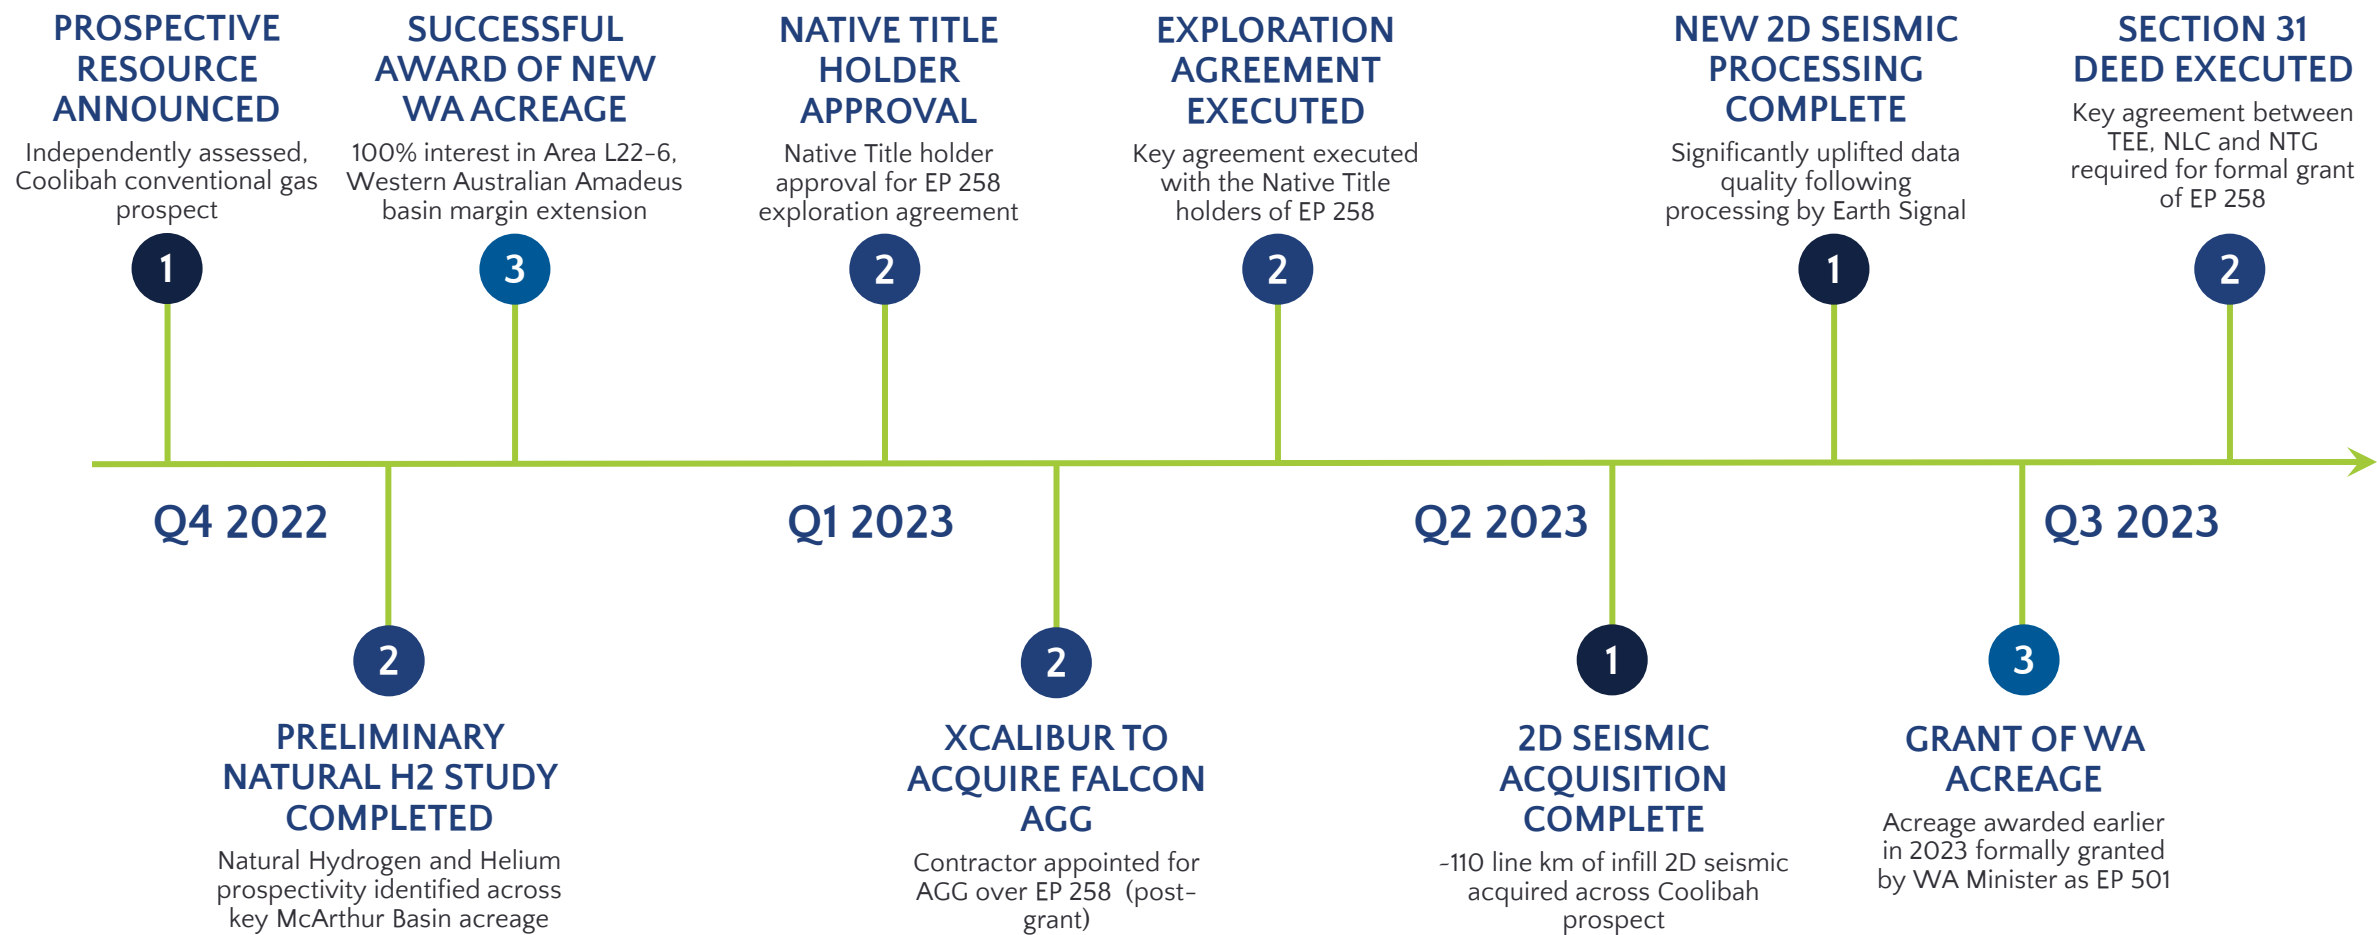 PROSPECTIVE
RESOURCE
ANNOUNCED
Independently assessed,
Coolibah conventional gas
prospect
1
SUCCESSFUL
AWARD OF NEW
WA ACREAGE
100% interest in Area L22-6,
Western Australian Amadeus
basin margin extension
3
NATIVE TITLE
HOLDER
APPROVAL
Native Title holder
approval for EP 258
exploration agreement
2
EXPLORATION
AGREEMENT
EXECUTED
Key agreement executed
with the Native Title
holders of EP 258
2
NEW 2D SEISMIC
PROCESSING
COMPLETE
Significantly uplifted data
quality following
processing by Earth Signal
1
SECTION 31
DEED EXECUTED
Key agreement between
TEE, NLC and NTG
required for formal grant
of EP 258
2
Q4 2022
Q1 2023
Q2 2023
Q3 2023
2
PRELIMINARY
NATURAL H2 STUDY
COMPLETED
Natural Hydrogen and Helium
prospectivity identified across
key McArthur Basin acreage
2
XCALIBUR TO
ACQUIRE FALCON
AGG
Contractor appointed for
AGG over EP 258 (post-
grant)
1
2D SEISMIC
ACQUISITION
COMPLETE
~110 line km of infill 2D seismic
acquired across Coolibah
prospect
3
GRANT OF WA
ACREAGE
Acreage awarded earlier
in 2023 formally granted
by WA Minister as EP 501